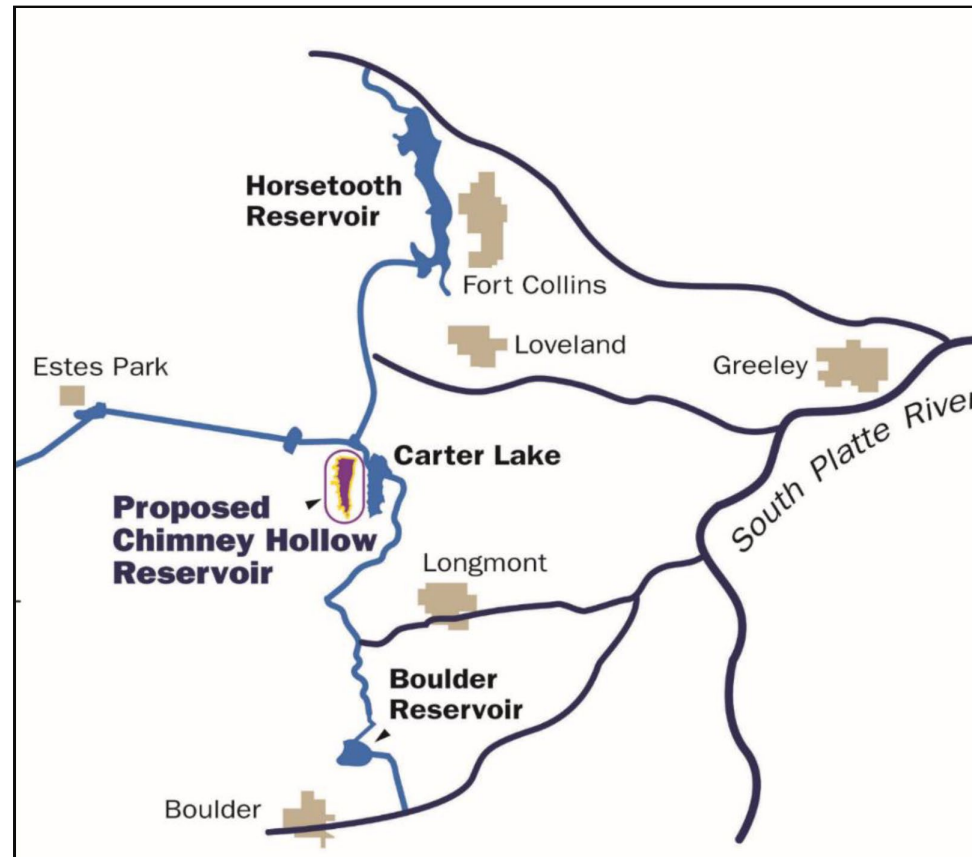 Horsetooth
Reservoir
Fort Collins
Loveland
Estes Park
Greeley
South Platte River
Carter Lake
Proposed
Chimney Hollow
Reservoir
Longmont
Boulder
Reservoir
Boulder